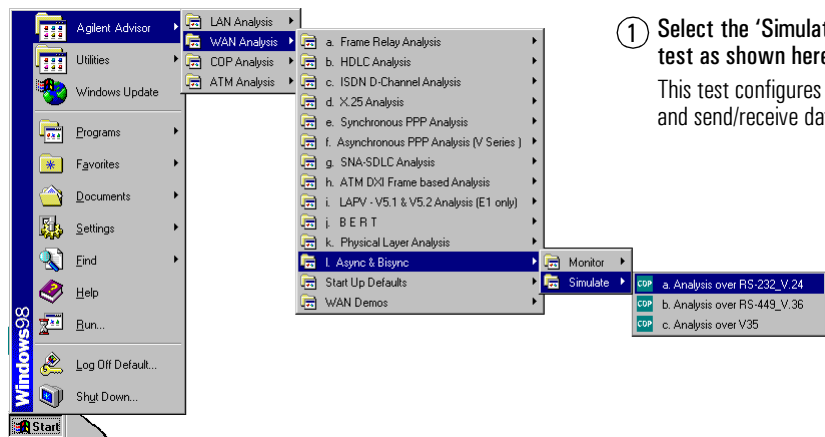 Agilent Advisor
Utilities
Windows Update
Programs
Favorites
Documents
Settings
Find
Help
Run...
Log Off Default...
Shut Down...
Windows98
Start
LAN Analysis
WAN Analysis
COP Analysis
ATM Analysis
a. Frame Relay Analysis
b. HDLC Analysis
c. ISDN D-Channel Analysis
d. X.25 Analysis
e. Synchronous PPP Analysis
f. Asynchronous PPP Analysis (V Series )
g. SNA-SDLC Analysis
h. ATM DXI Frame based Analysis
i. LAPV - V5.1 & V5.2 Analysis (E1 only)
j. B E R T
k. Physical Layer Analysis
l. Async & Bisync
Start Up Defaults
WAN Demos
Monitor
Simulate
COP a. Analysis over RS-232_V.24
COP b. Analysis over RS-449_V.36
COP c. Analysis over V35
1 Select the ‘Simulat
test as shown here
This test configures
and send/receive da